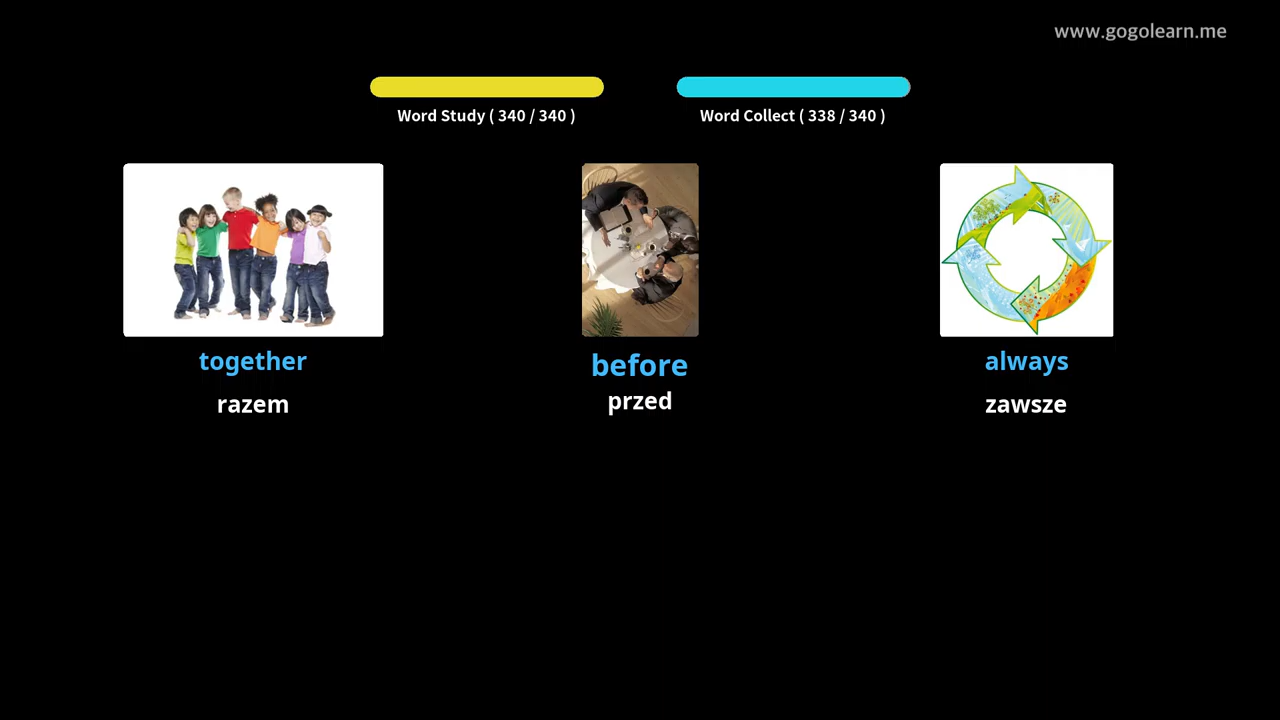 www.gogolearn.me
Word Study ( 340 / 340 )
Word Collect ( 338 / 340 )
together
before
always
razem
przed
zawsze